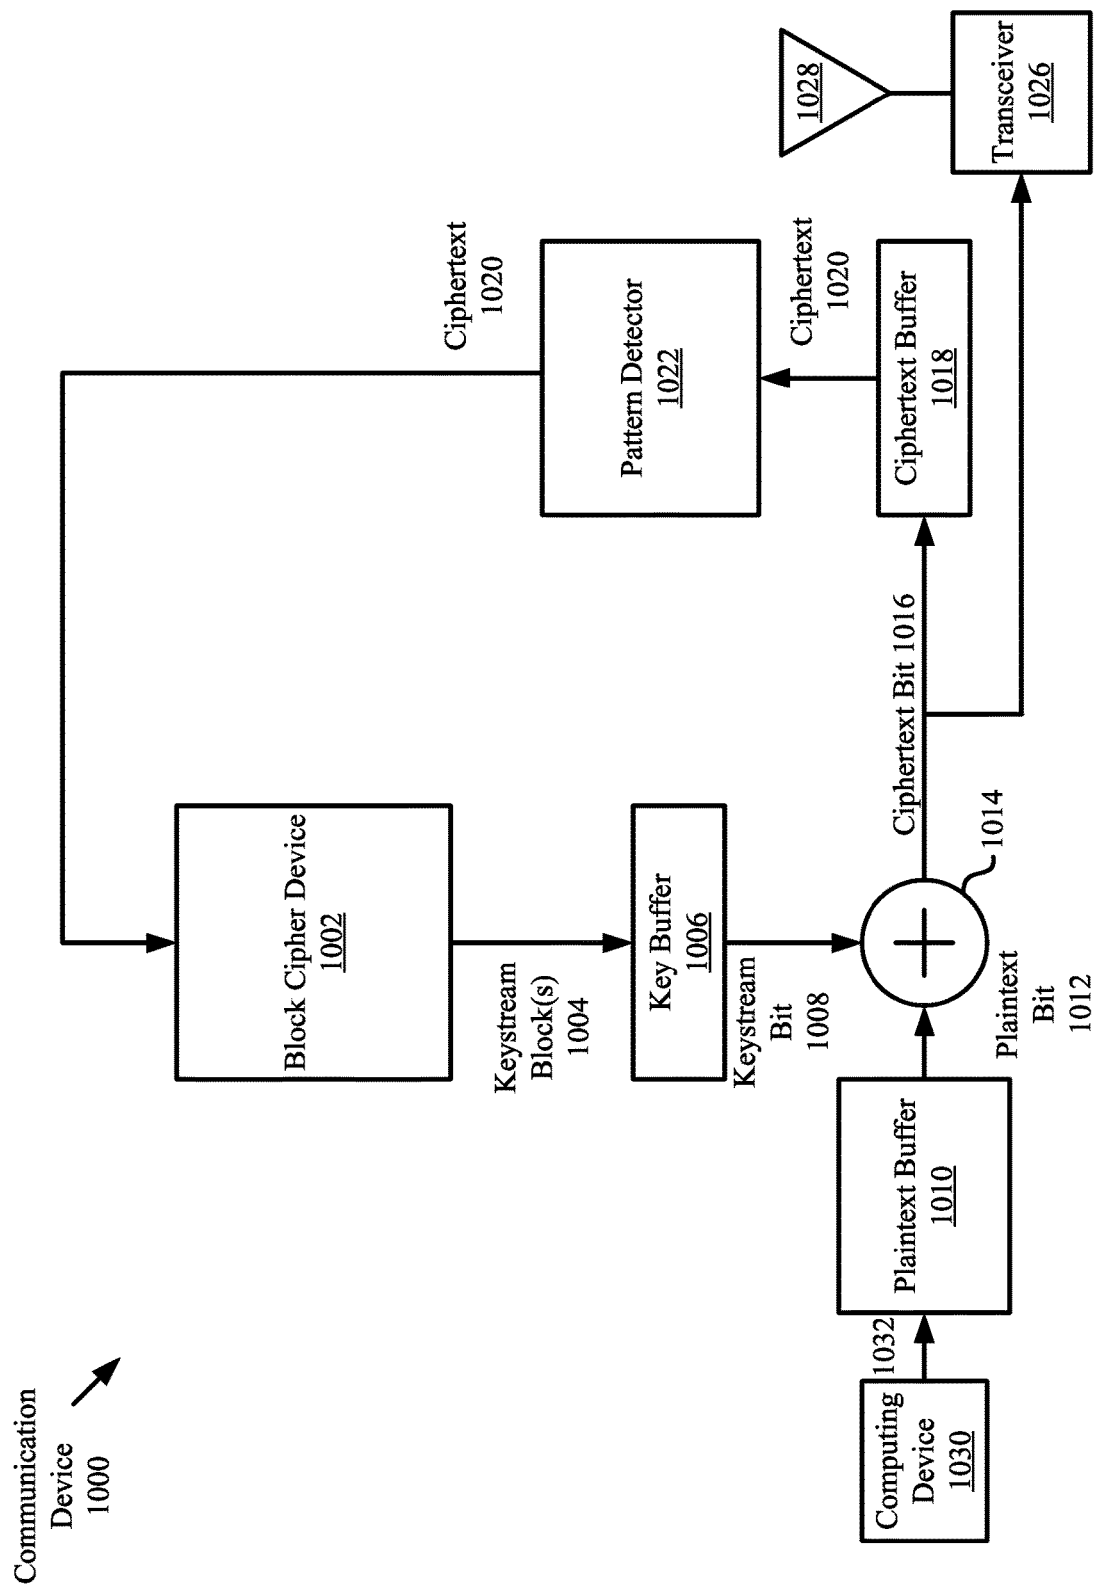 Communication
Device
1000
Block Cipher Device
1002
Keystream
Block(s)
1004
Key Buffer
1006
Keystream
Bit
1008
Computing
Device
1030
1032
Plaintext Buffer
1010
Plaintext
Bit
1012
1014
Ciphertext Bit 1016
Ciphertext Buffer
1018
Ciphertext
1020
Pattern Detector
1022
Ciphertext
1020
Transceiver
1026
1028